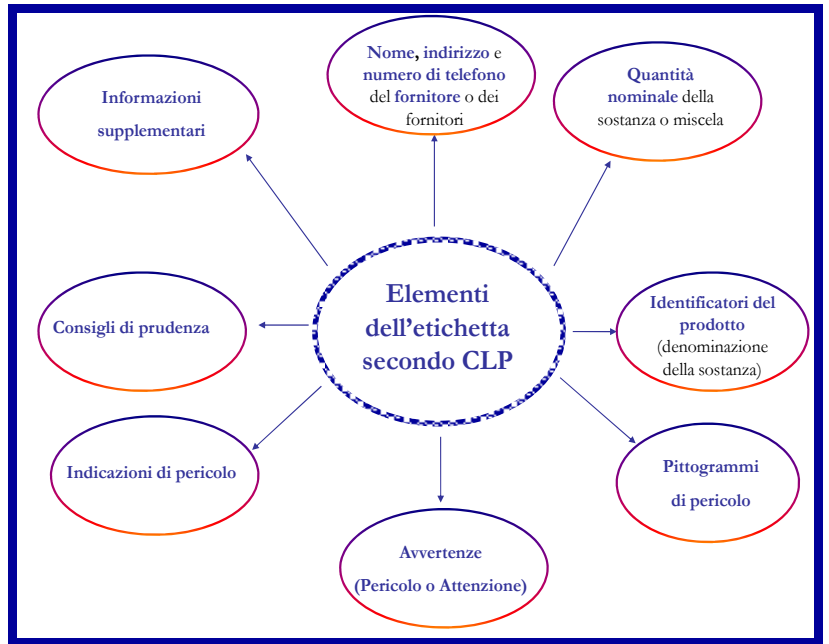 Nome, indirizzo e
numero di telefono
del fornitore o dei
fornitori
Quantità
nominale della
sostanza o miscela
Informazioni
supplementari
Elementi
dell'etichetta
secondo CLP
Identificatori del
prodotto
(denominazione
della sostanza)
Consigli di prudenza
Indicazioni di pericolo
Pittogrammi
di pericolo
Avvertenze
(Pericolo o Attenzione)